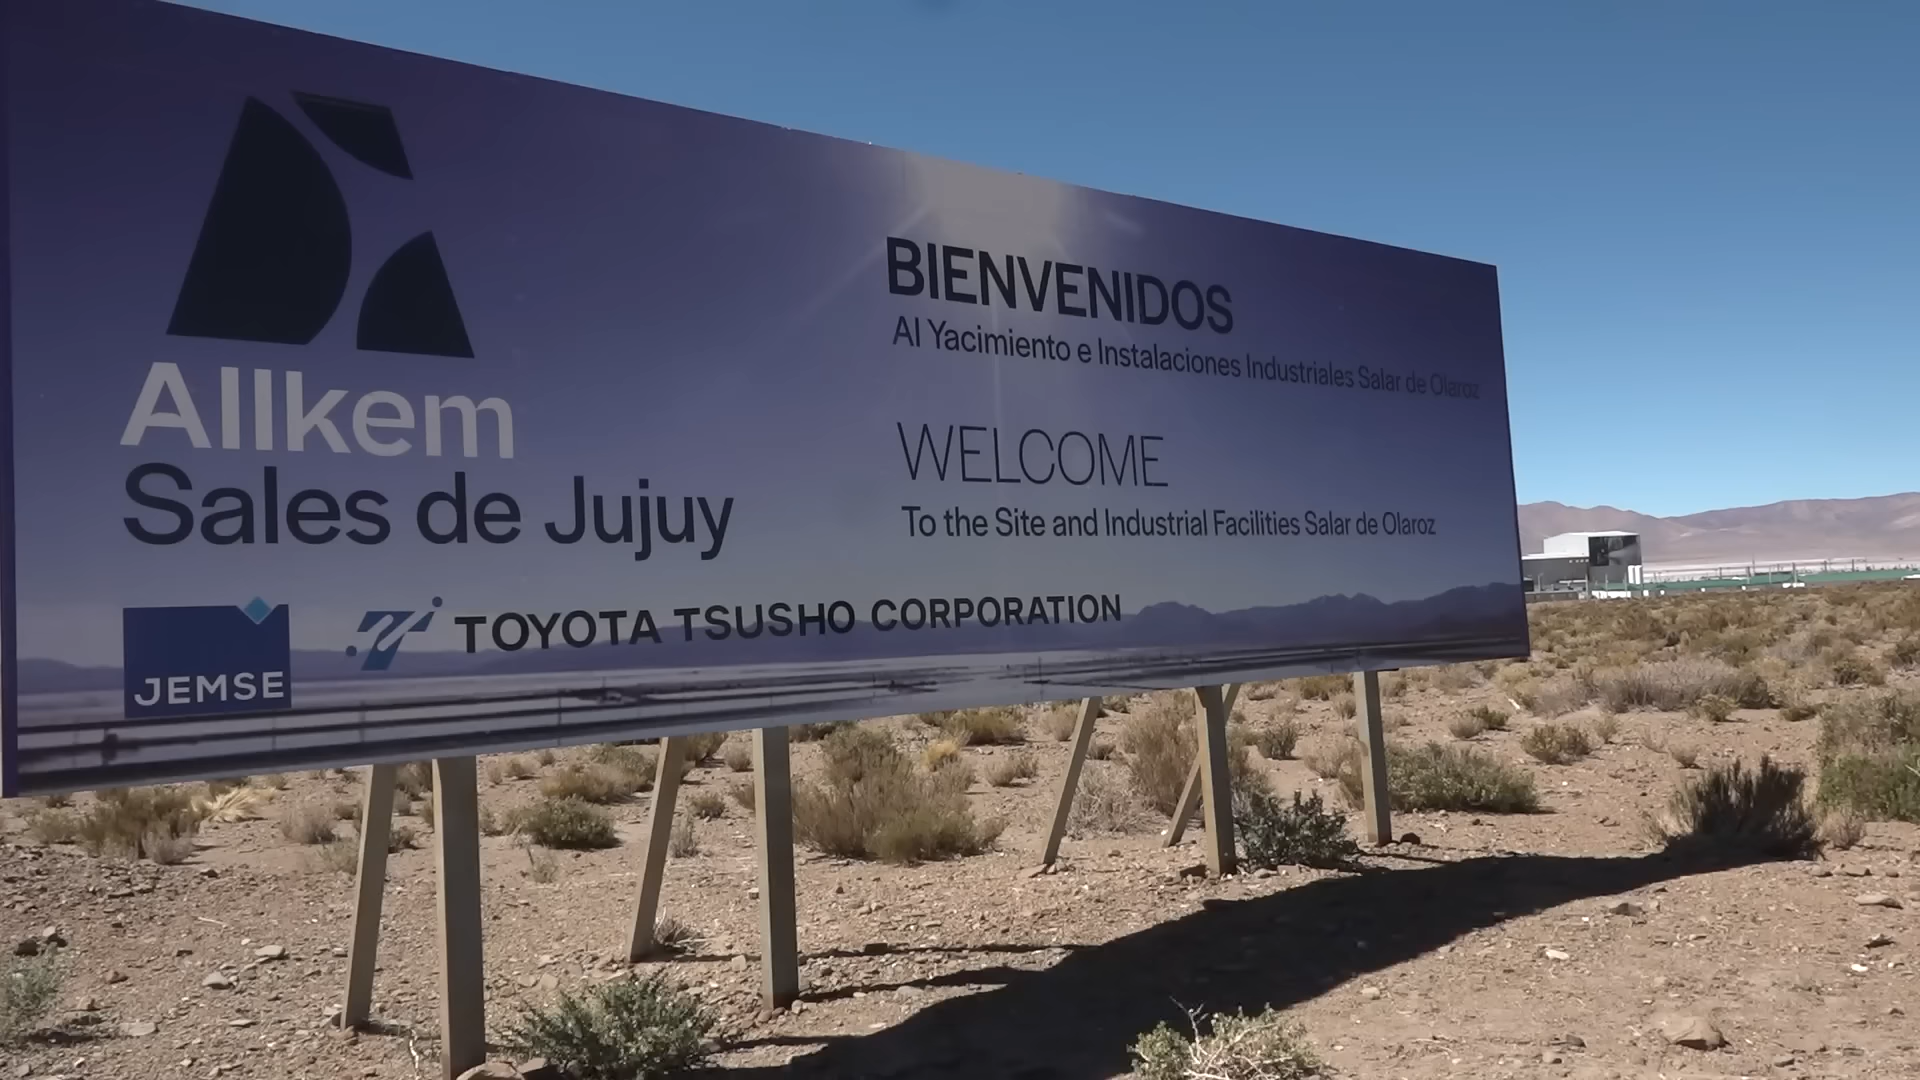 Allkem
Sales de Jujuy
JEMSE
TOYOTA TSUSHO CORPORATION
BIENVENIDOS
Al Yacimiento e Instalaciones Industriales Salar de Olaroz
WELCOME
To the Site and Industrial Facilities Salar de Olaroz